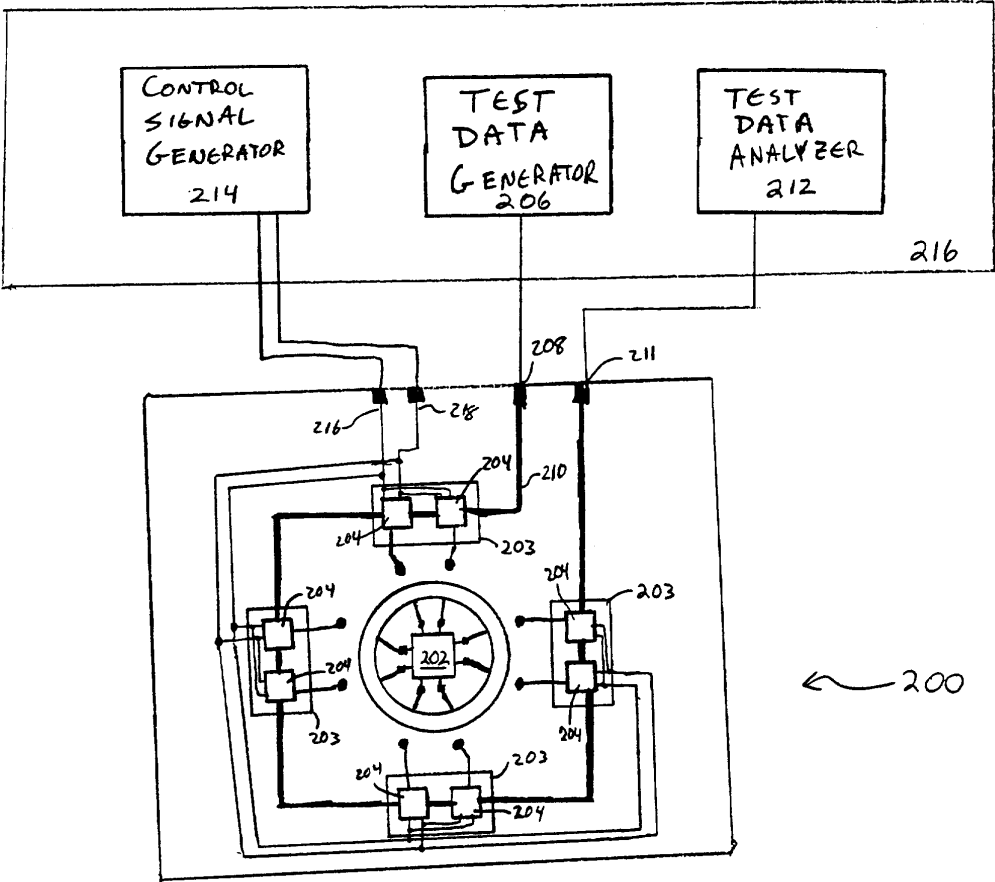 CONTROL
SIGNAL
GENERATOR
214
TEST
DATA
GENERATOR
206
TEST
DATA
ANALYZER
212
216
208
211
216
218
204
210
204
203
204
203
204
204
202
204
203
200
204
203
204
204